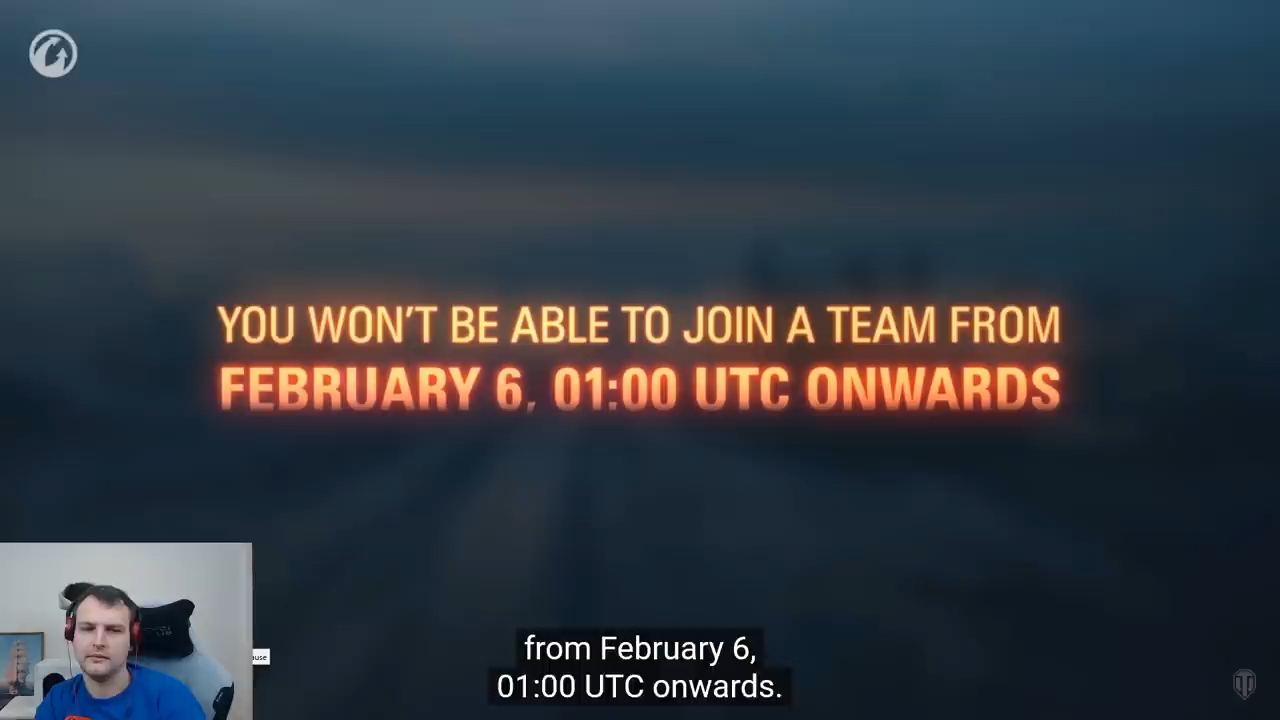 YOU WON'T BE ABLE TO JOIN A TEAM FROM
FEBRUARY 6, 01:00 UTC ONWARDS
from February 6,
01:00 UTC onwards.